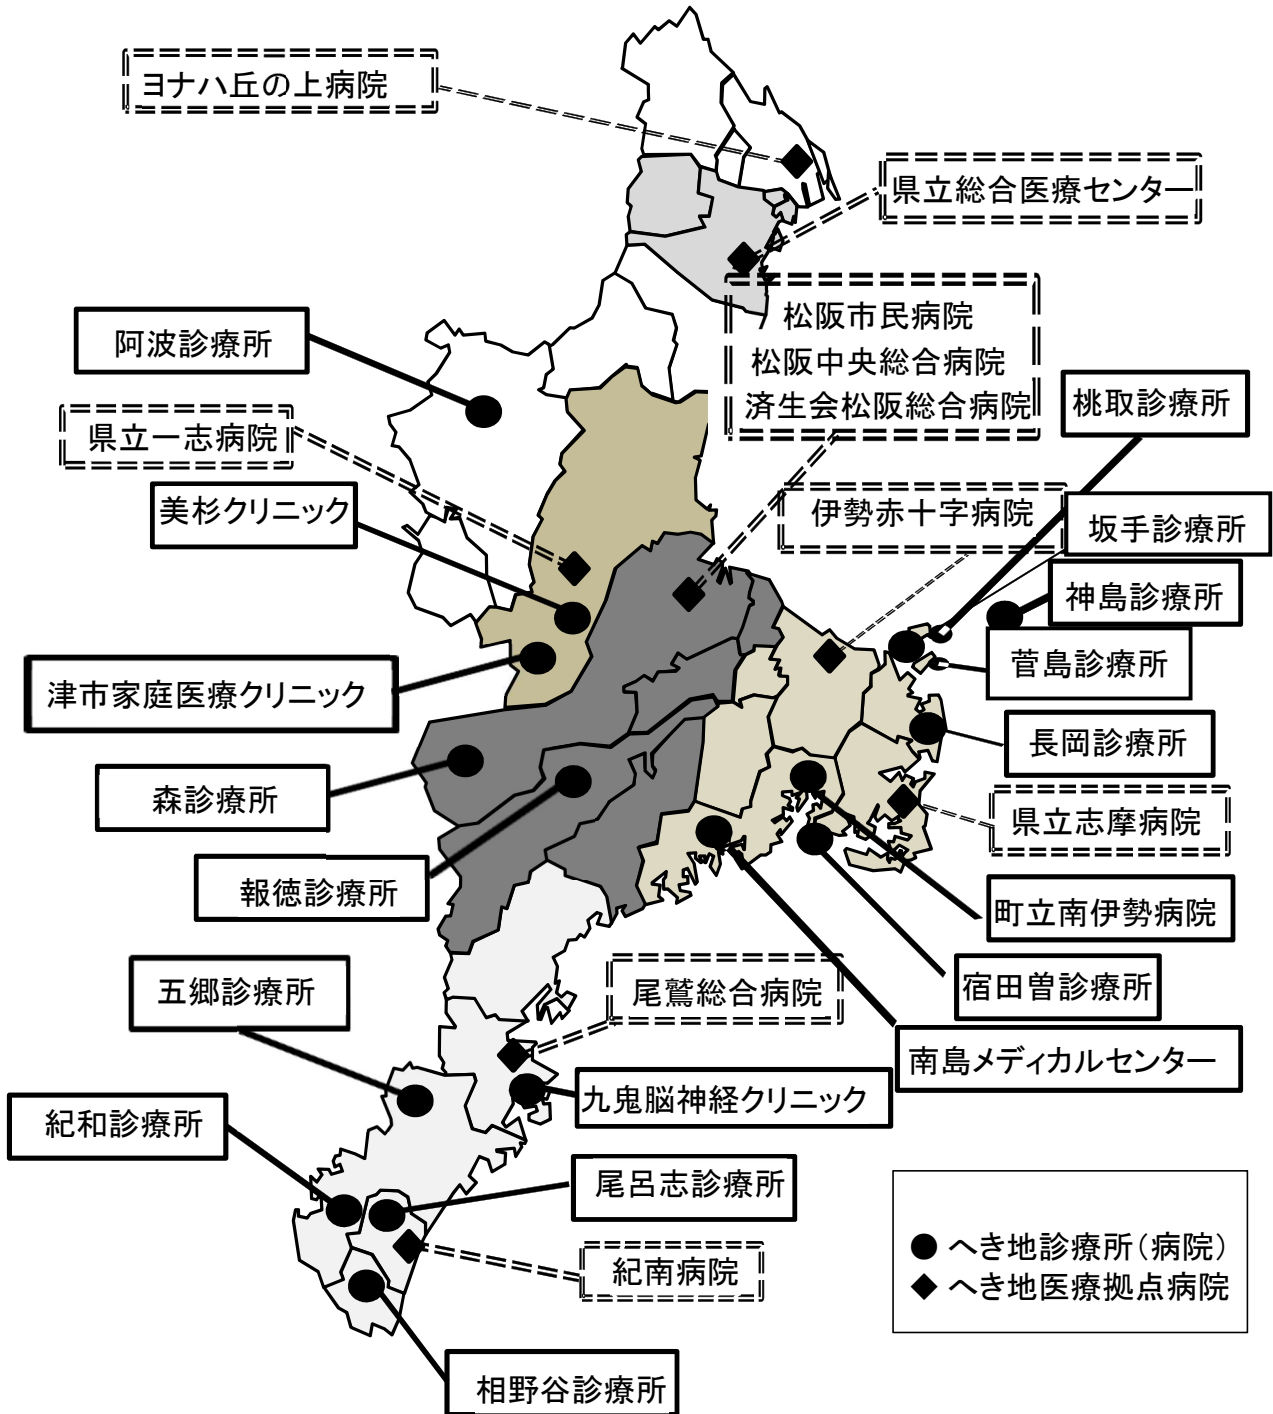 ヨナハ丘の上病院
県立総合医療センター
松阪市民病院
松阪中央総合病院
済生会松阪総合病院
阿波診療所
桃取診療所
県立一志病院
美杉クリニック
伊勢赤十字病院
坂手診療所
神島診療所
菅島診療所
津市家庭医療クリニック
長岡診療所
森診療所
県立志摩病院
報徳診療所
町立南伊勢病院
五郷診療所
尾鷲総合病院
宿田曽診療所
南島メディカルセンター
九鬼脳神経クリニック
紀和診療所
尾呂志診療所
紀南病院
相野谷診療所
● へき地診療所（病院）
◆ へき地医療拠点病院